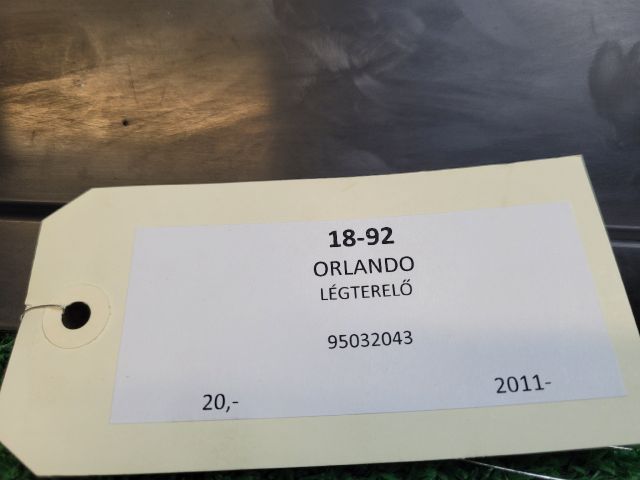 18-92
ORLANDO
LÉGTERELŐ
95032043
20,-
2011-